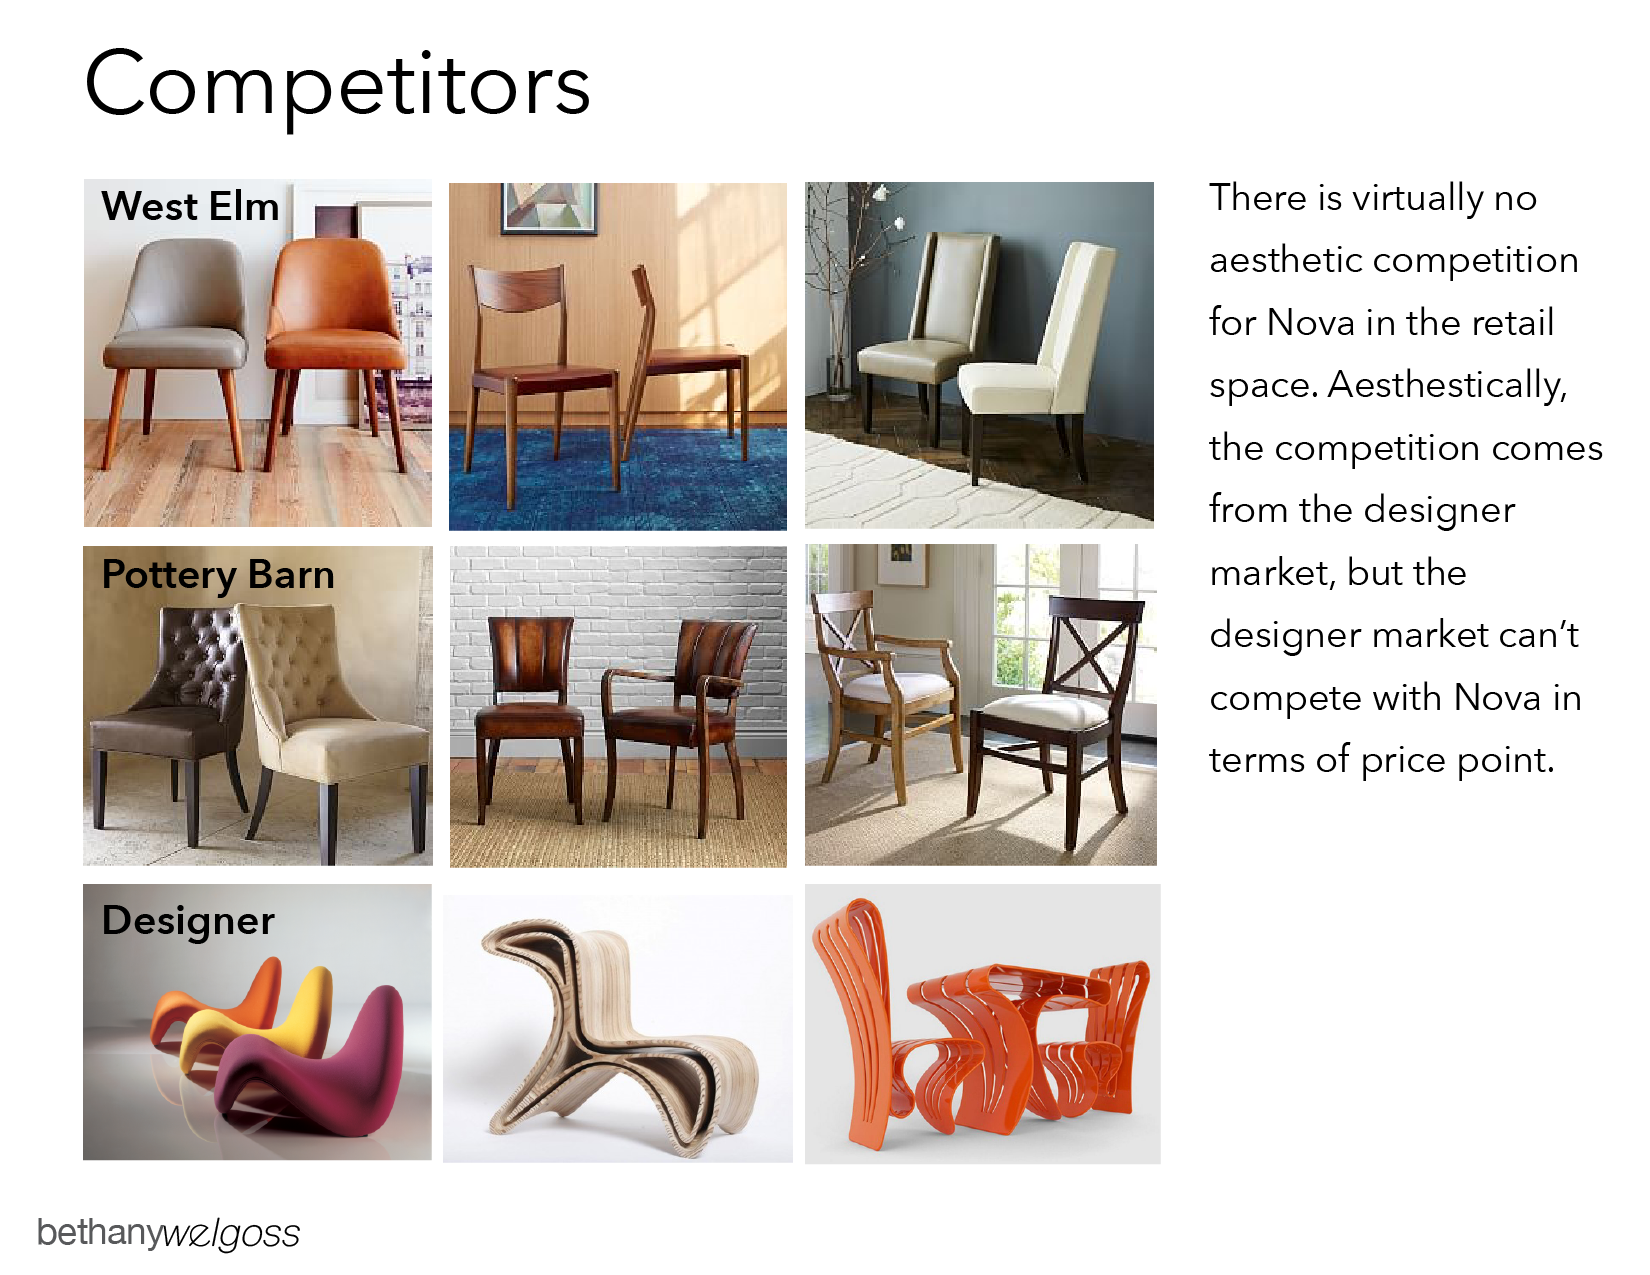 Competitors
West Elm
Pottery Barn
Designer
There is virtually no
aesthetic competition
for Nova in the retail
space. Aesthestically,
the competition comes
from the designer
market, but the
designer market can't
compete with Nova in
terms of price point.
bethanywelgoss